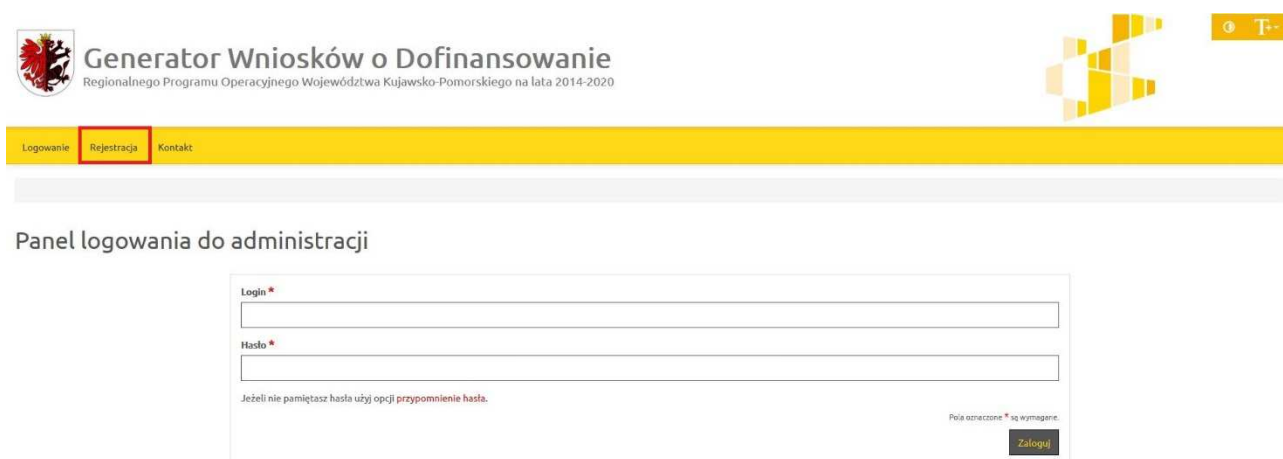 Generator Wniosków o Dofinansowanie
Regionalnego Programu Operacyjnego Województwa Kujawsko-Pomorskiego na lata 2014-2020
T+-
Logowanie Rejestracja Kontakt
Panel logowania do administracji
Login *
Hasło *
Jeżeli nie pamiętasz hasła użyj opcji przypomnienie hasła.
Pola oznaczone * są wymagane.
Zaloguj